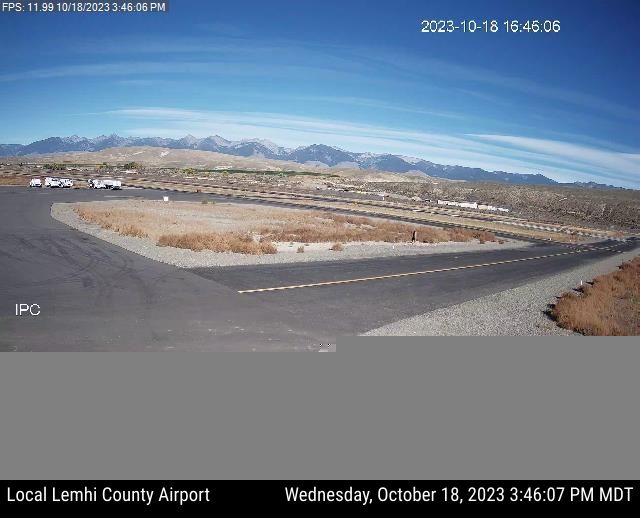 FPS: 11.99 10/18/2023 3:46:06 PM
2023-10-18 16:45:06
IPC
Local Lemhi County Airport
Wednesday, October 18, 2023 3:46:07 PM MDT